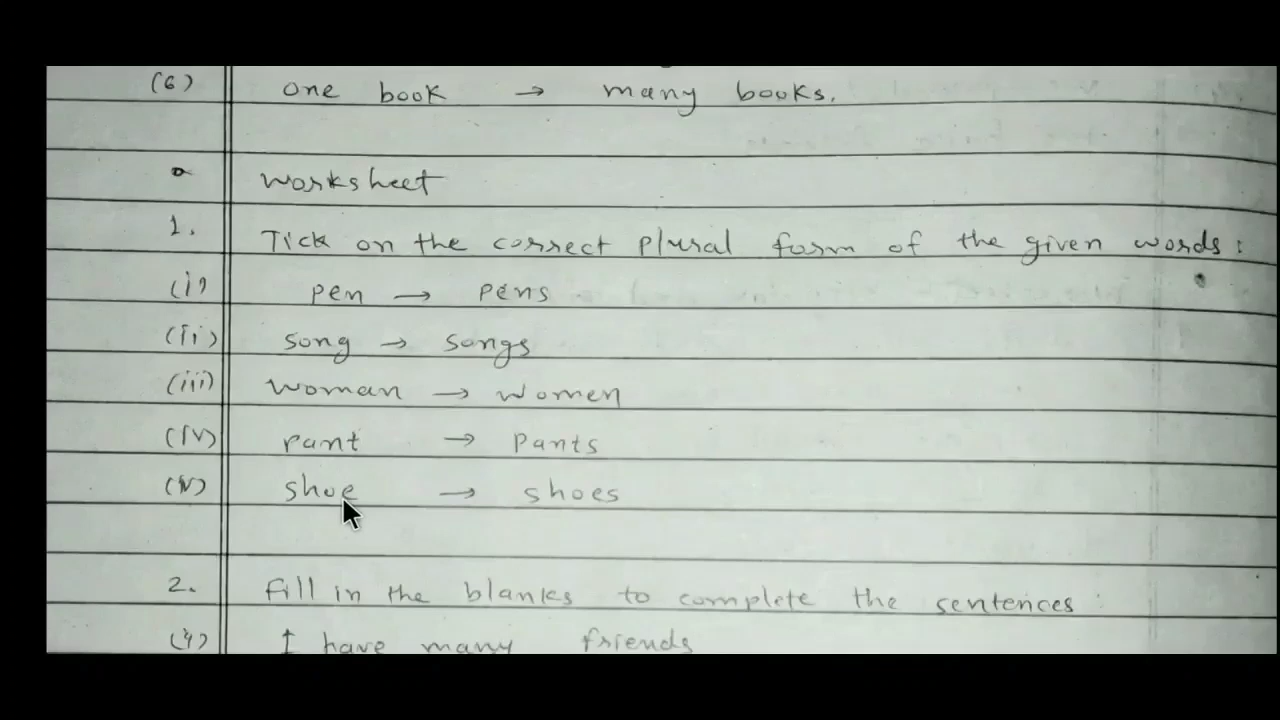 (6) one book → many books.
Worksheet
1. Tick on the correct plural form of the given words:
(i) pen → pens
(ii) song → songs
(iii) woman → women
(iv) pant → pants
(v) shoe → shoes
2. Fill in the blanks to complete the sentences:
(i) I have many friends